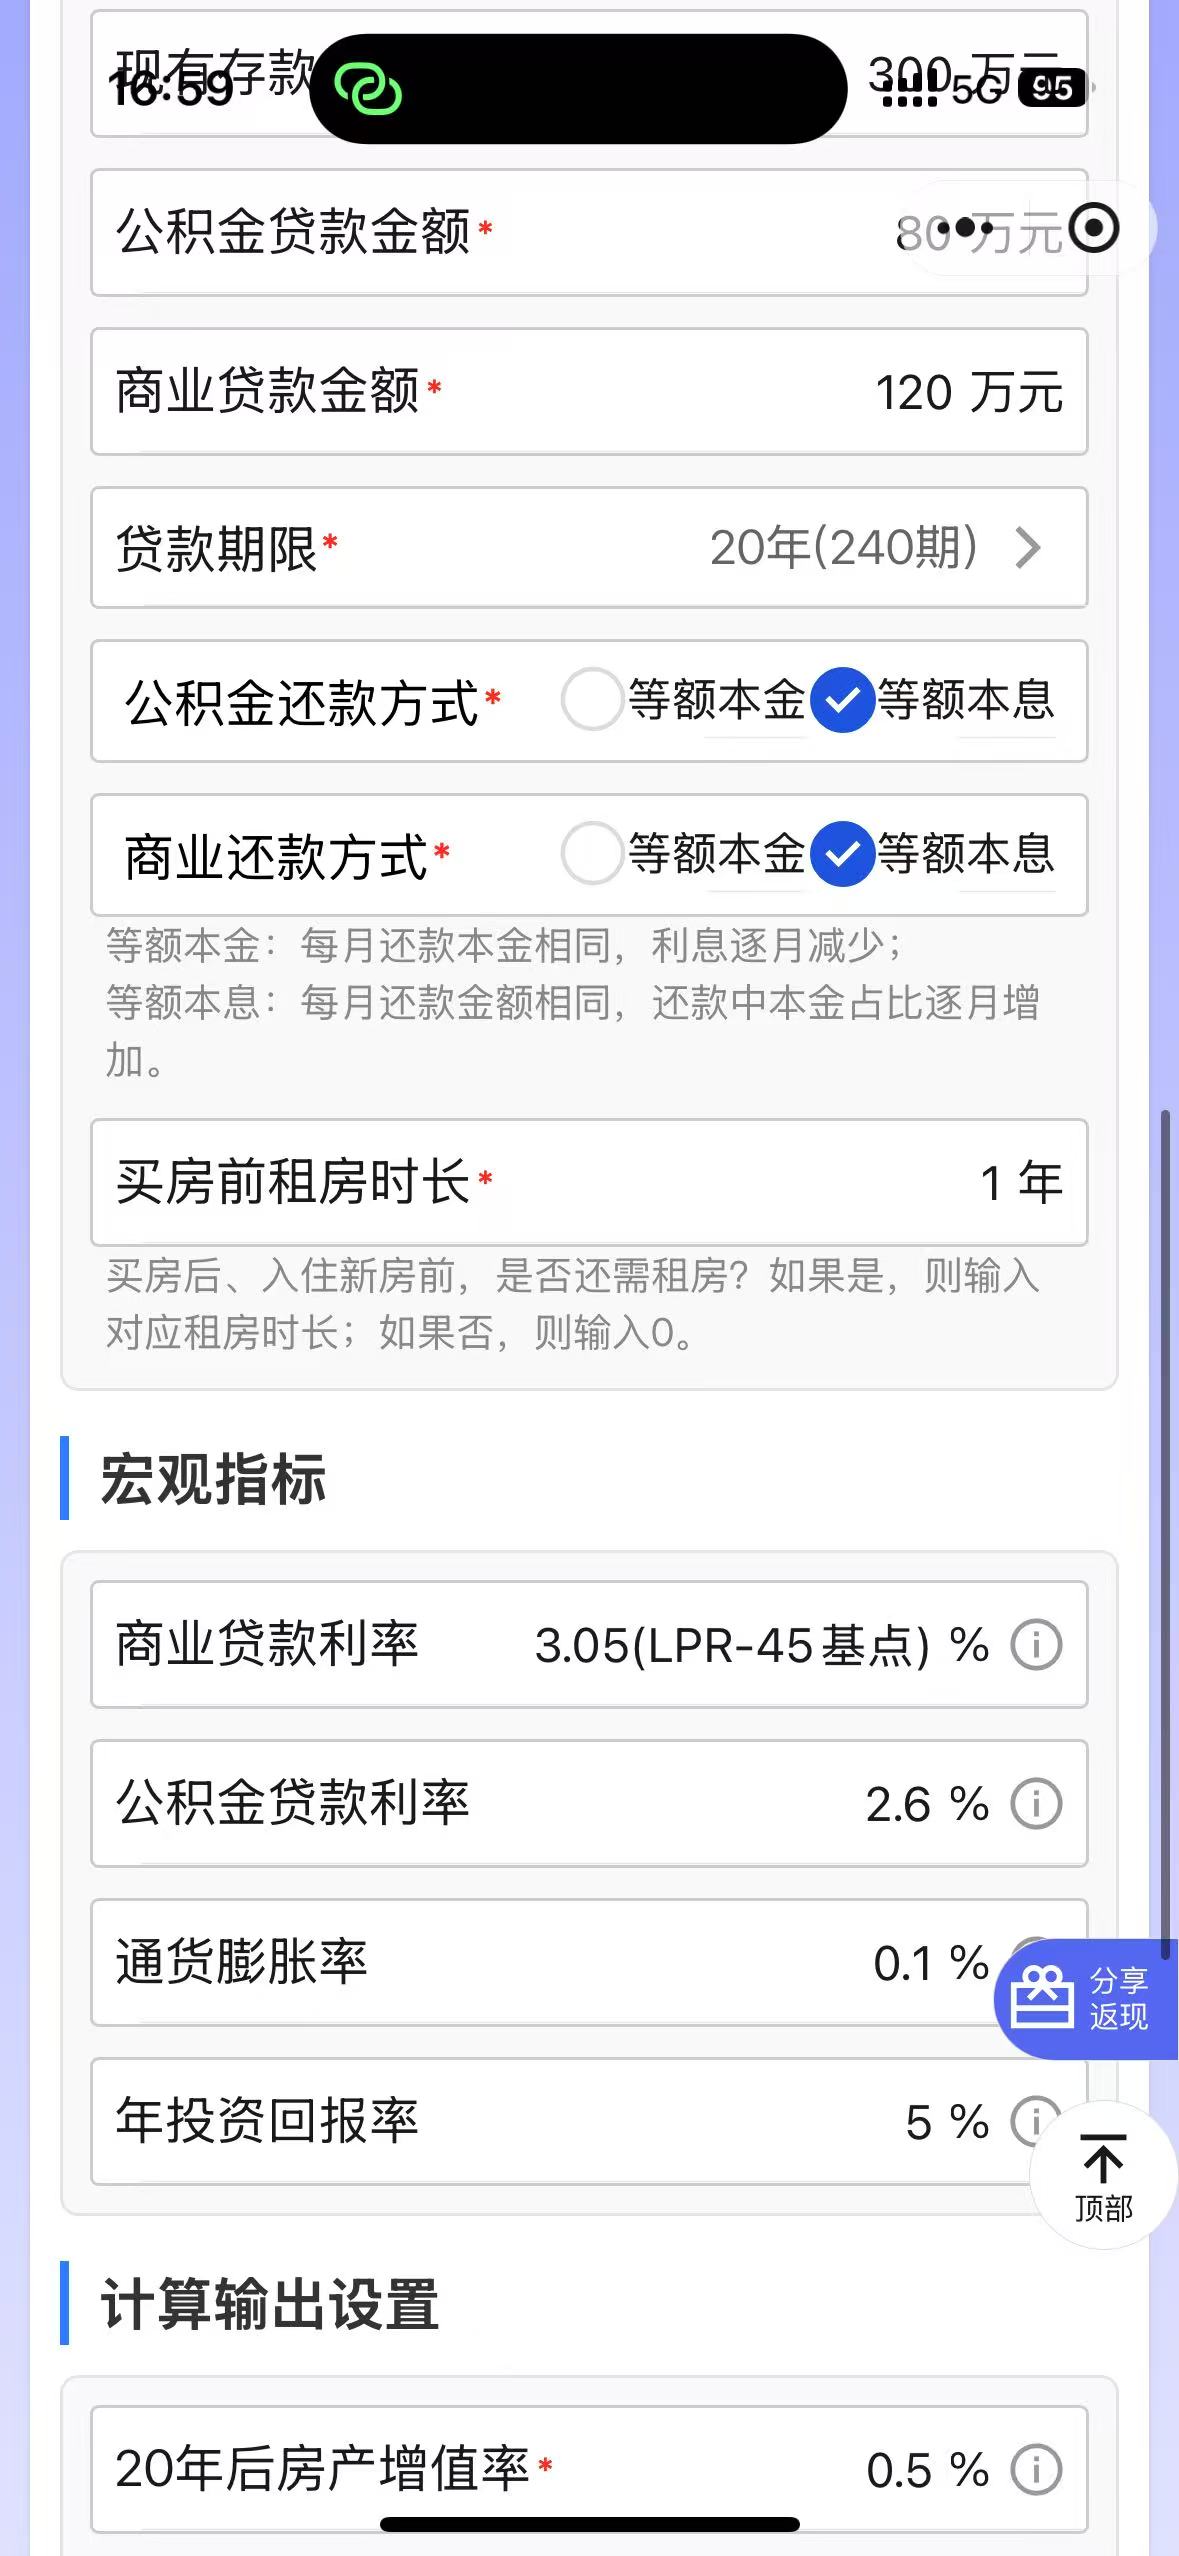 现有存款
300 万元
16:59
5G
95
公积金贷款金额*
80 万元
商业贷款金额*
120 万元
贷款期限*
20年(240期)
公积金还款方式*
等额本金
等额本息
商业还款方式*
等额本金
等额本息
等额本金：每月还款本金相同，利息逐月减少；
等额本息：每月还款金额相同，还款中本金占比逐月增
加。
买房前租房时长*
1 年
买房后、入住新房前，是否还需租房？如果是，则输入
对应租房时长；如果否，则输入0。
宏观指标
商业贷款利率
3.05(LPR-45基点) %
公积金贷款利率
2.6 %
通货膨胀率
0.1 %
分享
返现
年投资回报率
5 %
顶部
计算输出设置
20年后房产增值率*
0.5 %